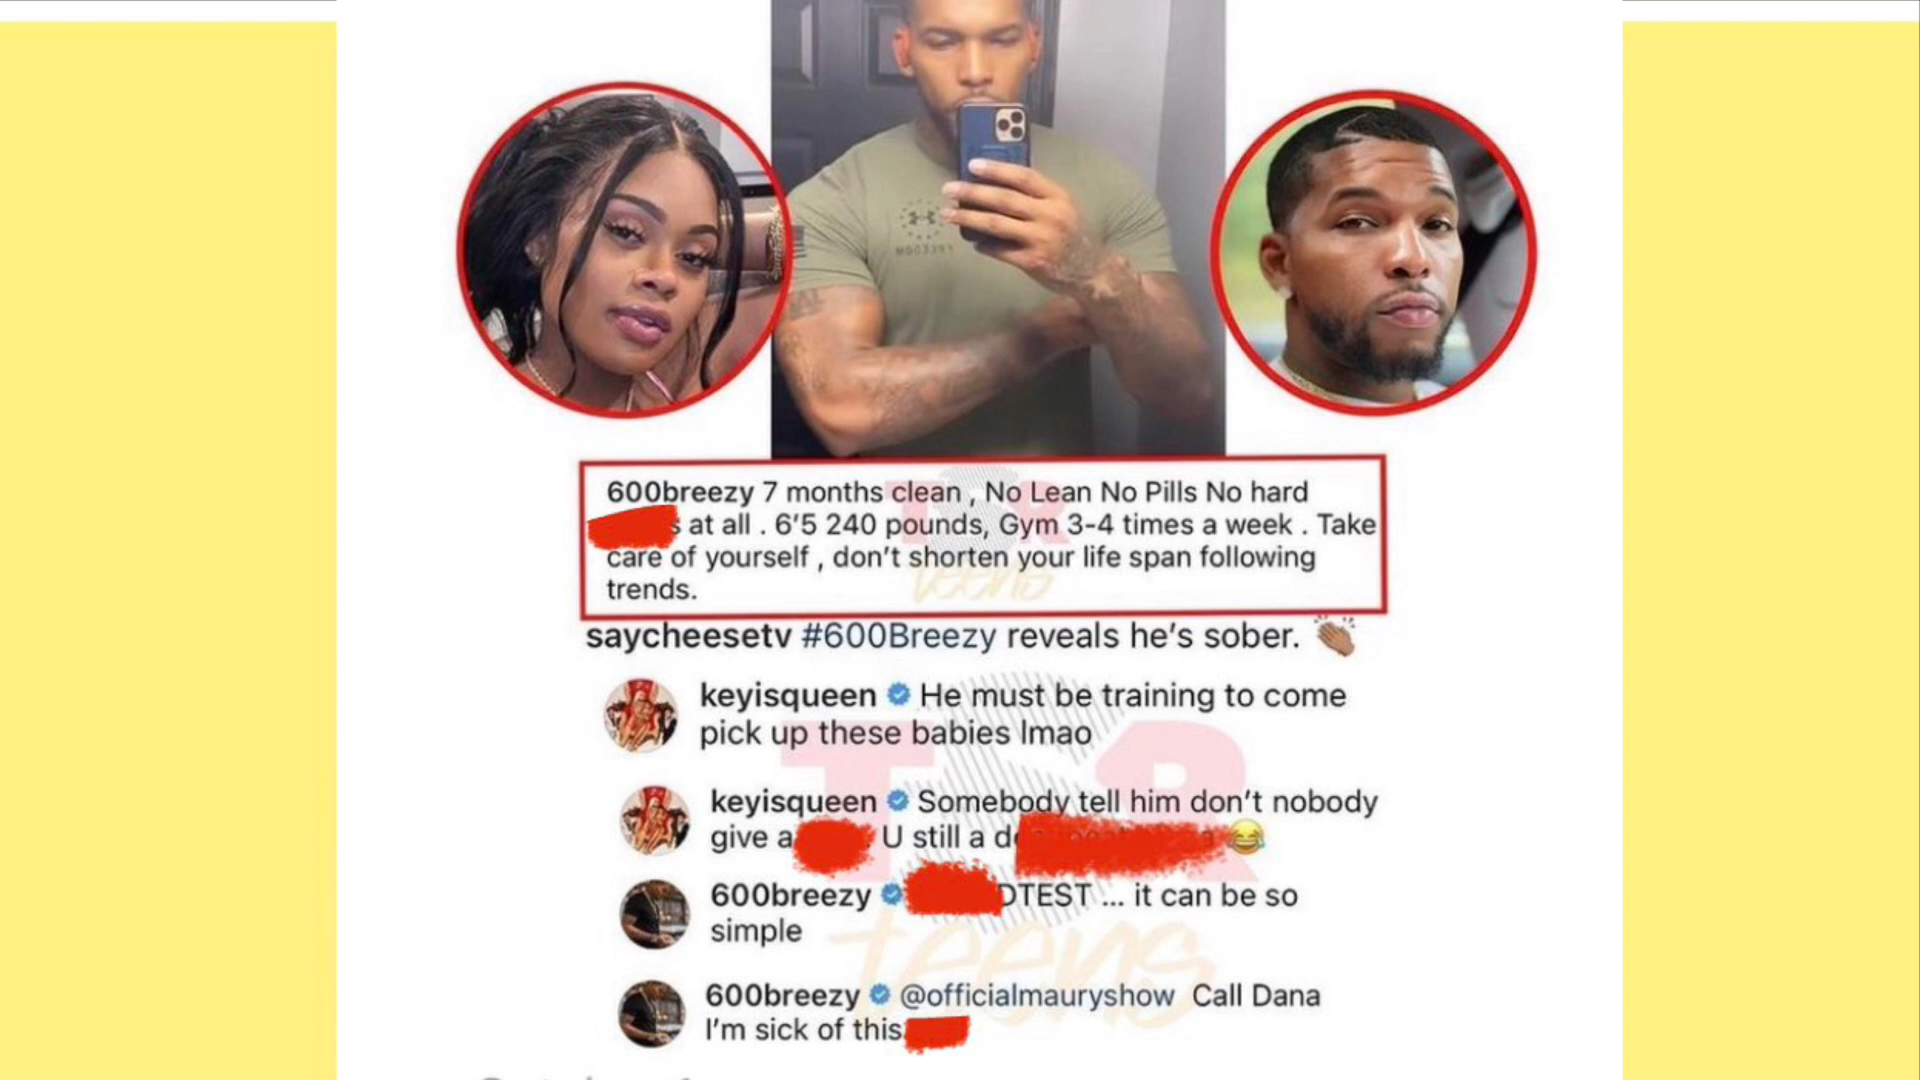 FREEDOM
600breezy 7 months clean , No Lean No Pills No hard
s at all . 6'5 240 pounds, Gym 3-4 times a week . Take
care of yourself , don't shorten your life span following
trends.
saycheesetv #600Breezy reveals he's sober. 👏🏽
keyisqueen He must be training to come
pick up these babies lmao
keyisqueen Somebody tell him don't nobody
give a U still a 😂
600breezy DTEST ... it can be so
simple
600breezy @officialmauryshow Call Dana
I'm sick of this
TSR
teens